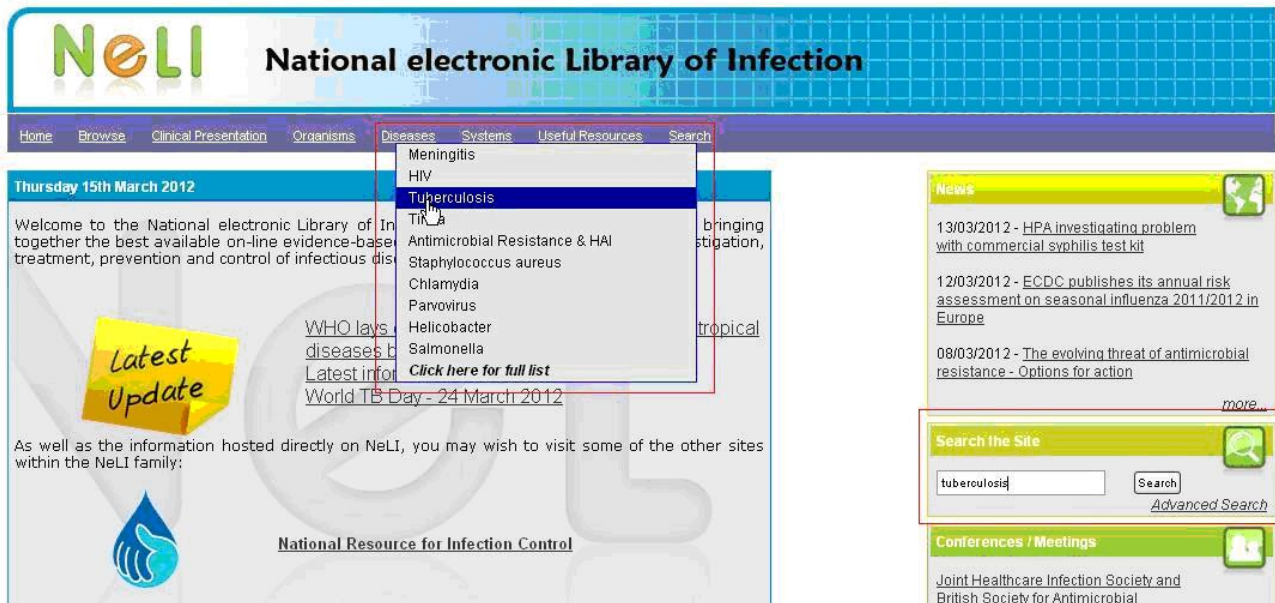 NeLI
National electronic Library of Infection
Home Browse Clinical Presentation Organisms Diseases Systems Useful Resources Search
Meningitis
HIV
Tuberculosis
Antimicrobial Resistance & HAI
Staphylococcus aureus
Chlamydia
Parvovirus
Helicobacter
Salmonella
Click here for full list
Thursday 15th March 2012
Welcome to the National electronic Library of bringing
together the best available on-line
treatment, prevention and control of infectious
Latest
Update
WHO lays tropical
diseases
Latest
World TB Day - 24 March 2012
As well as the information hosted directly on NeLI, you may wish to visit some of the other sites
within the NeLI family:
National Resource for Infection Control
News
13/03/2012 - HPA investigating problem
with commercial syphilis test kit
12/03/2012 - ECDC publishes its annual risk
assessment on seasonal influenza 2011/2012 in
Europe
08/03/2012 - The evolving threat of antimicrobial
resistance - Options for action
more...
Search the Site
tuberculosis
Search
Advanced Search
Conferences / Meetings
Joint Healthcare Infection Society and
British Society for Antimicrobial